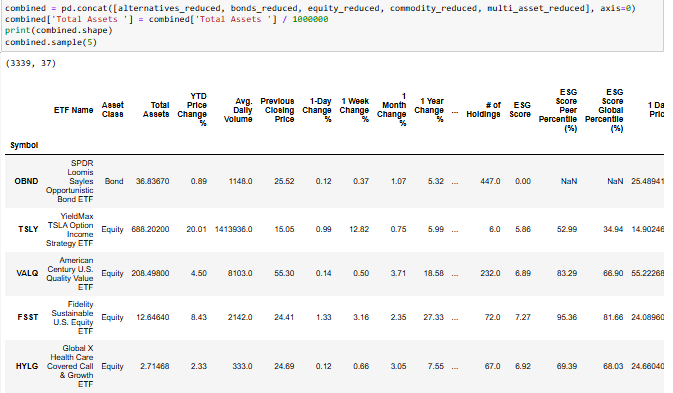 combined = pd.concat([alternatives_reduced, bonds_reduced, equity_reduced, commodity_reduced, multi_asset_reduced], axis=0)
combined['Total Assets '] = combined['Total Assets '] / 1000000
print(combined.shape)
combined.sample(5)
(3339, 37)
ETF Name Asset Class Total Assets YTD Price Change % Avg. Daily Volume Previous Closing Price 1-Day Change % 1 Week Change % 1 Month Change % 1 Year Change % ... # of Holdings ESG Score ESG Score Peer Percentile (%) ESG Score Global Percentile (%) 1 Da Pric
Symbol
OBND SPDR Loomis Sayles Opportunistic Bond ETF Bond 36.83670 0.89 1148.0 25.52 0.12 0.37 1.07 5.32 ... 447.0 0.00 NaN NaN 25.48941
TSLY YieldMax TSLA Option Income Strategy ETF Equity 688.20200 20.01 1413936.0 15.05 0.99 12.82 0.75 5.99 ... 6.0 5.86 52.99 34.94 14.90246
VALQ American Century U.S. Quality Value ETF Equity 208.49800 4.50 8103.0 55.30 0.14 0.50 3.71 18.58 ... 232.0 6.89 83.29 66.90 55.22268
FSST Fidelity Sustainable U.S. Equity ETF Equity 12.64640 8.43 2142.0 24.41 1.33 3.16 2.35 27.33 ... 72.0 7.27 95.36 81.66 24.08960
HYLG Global X Health Care Covered Call & Growth ETF Equity 2.71468 2.33 333.0 24.69 0.12 0.66 3.05 7.55 ... 67.0 6.92 69.39 68.03 24.66040